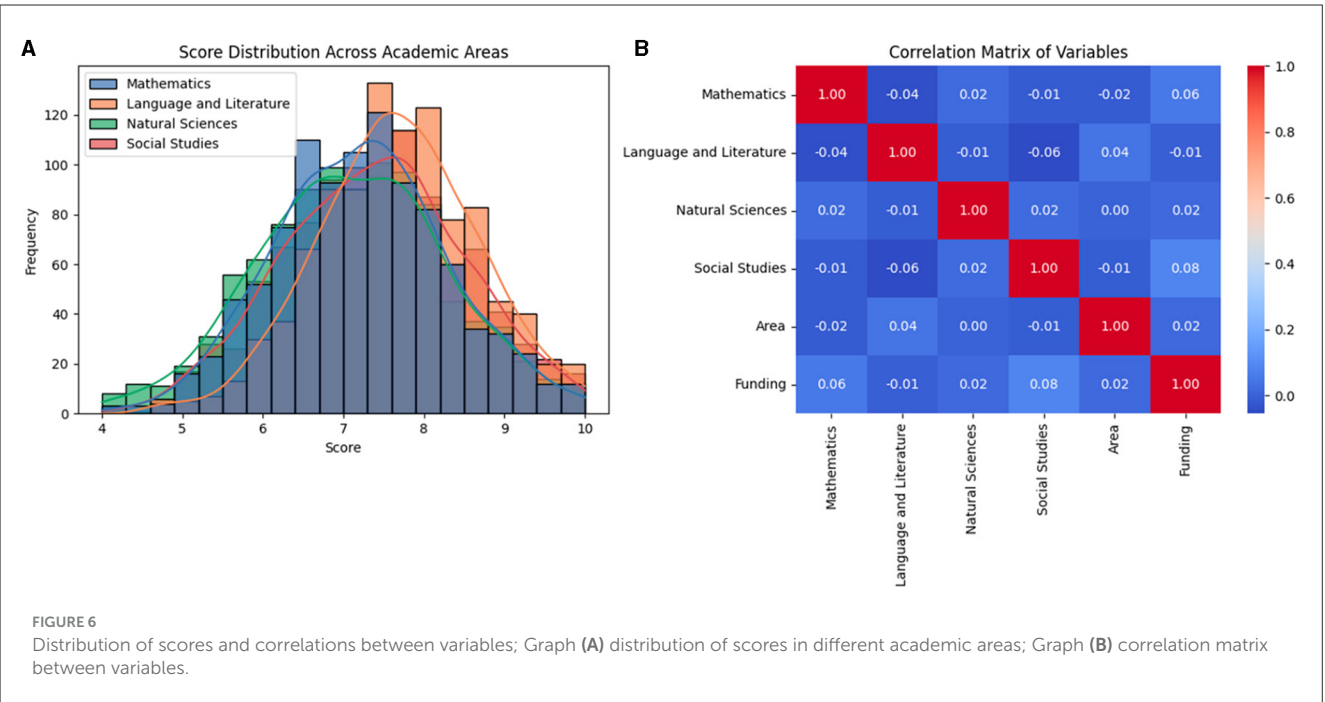 A
Score Distribution Across Academic Areas
Mathematics
Language and Literature
Natural Sciences
Social Studies
Frequency
120
100
80
60
40
20
0
4 5 6 7 8 9 10
Score
B
Correlation Matrix of Variables
Mathematics 1.00 -0.04 0.02 -0.01 -0.02 0.06
Language and Literature -0.04 1.00 -0.01 -0.06 0.04 -0.01
Natural Sciences 0.02 -0.01 1.00 0.02 0.00 0.02
Social Studies -0.01 -0.06 0.02 1.00 -0.01 0.08
Area -0.02 0.04 0.00 -0.01 1.00 0.02
Funding 0.06 -0.01 0.02 0.08 0.02 1.00
Mathematics
Language and Literature
Natural Sciences
Social Studies
Area
Funding
1.0
0.8
0.6
0.4
0.2
0.0
FIGURE 6
Distribution of scores and correlations between variables; Graph (A) distribution of scores in different academic areas; Graph (B) correlation matrix
between variables.